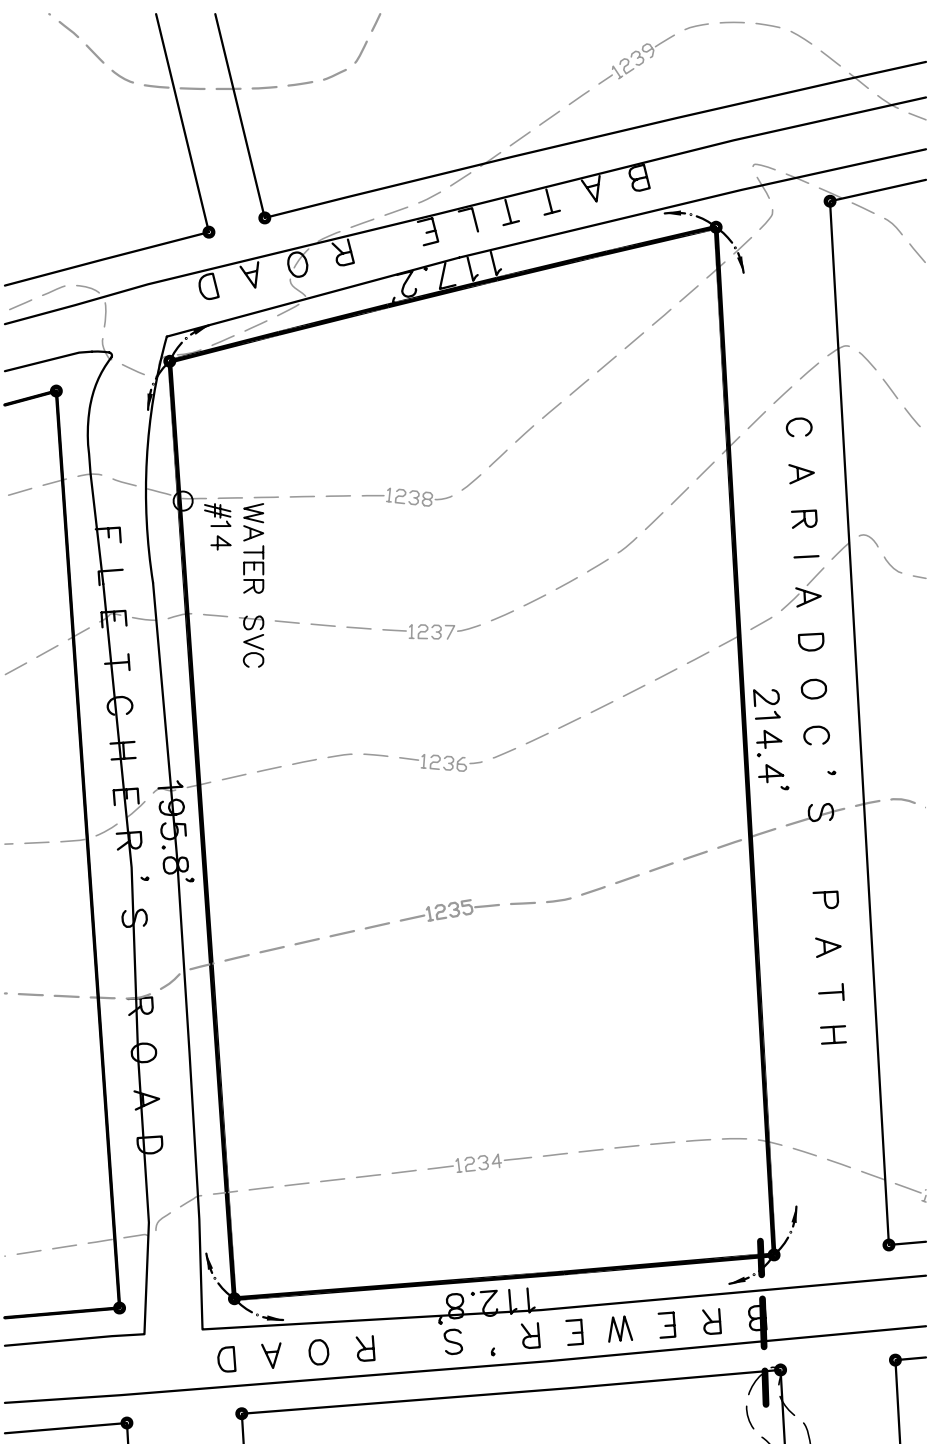 1239
BATTLE ROAD
117.2'
CARIADOC'S PATH
1238
WATER SVC
#14
FLETCHER'S ROAD
1237
214.4'
1236
195.8'
1235
1234
112.8'
BREWER'S ROAD